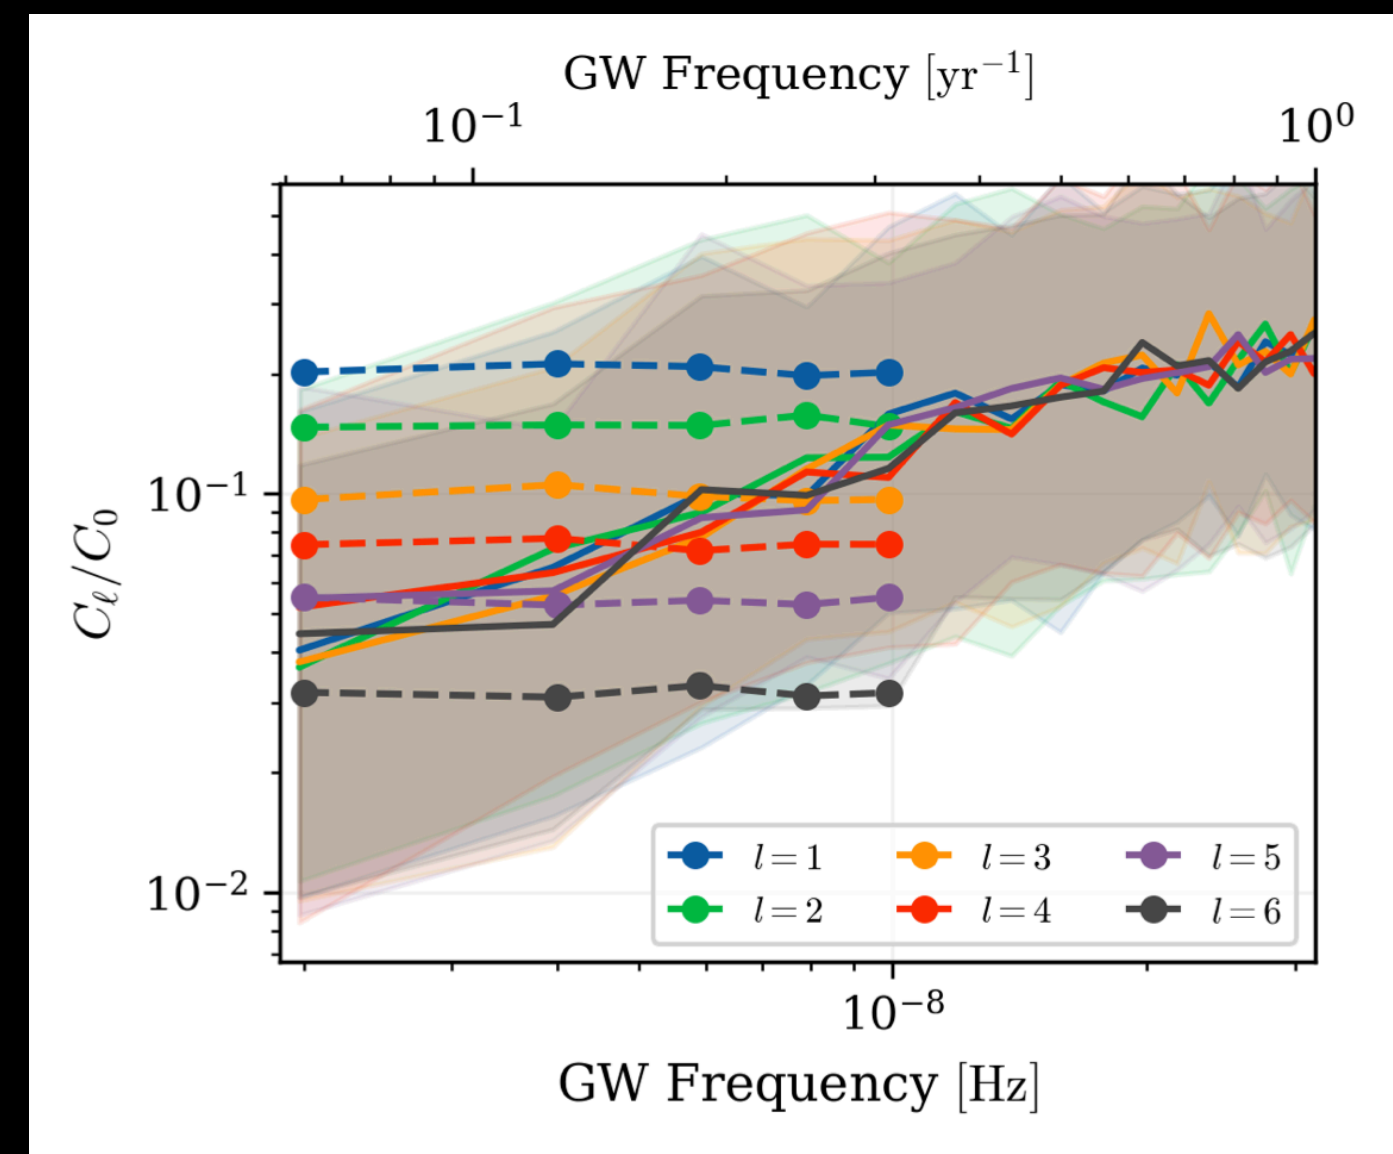 GW Frequency [yr⁻¹]
10⁻¹ 10⁰
C_ℓ/C₀
10⁻¹
10⁻²
l = 1 l = 3 l = 5
l = 2 l = 4 l = 6
10⁻⁸
GW Frequency [Hz]